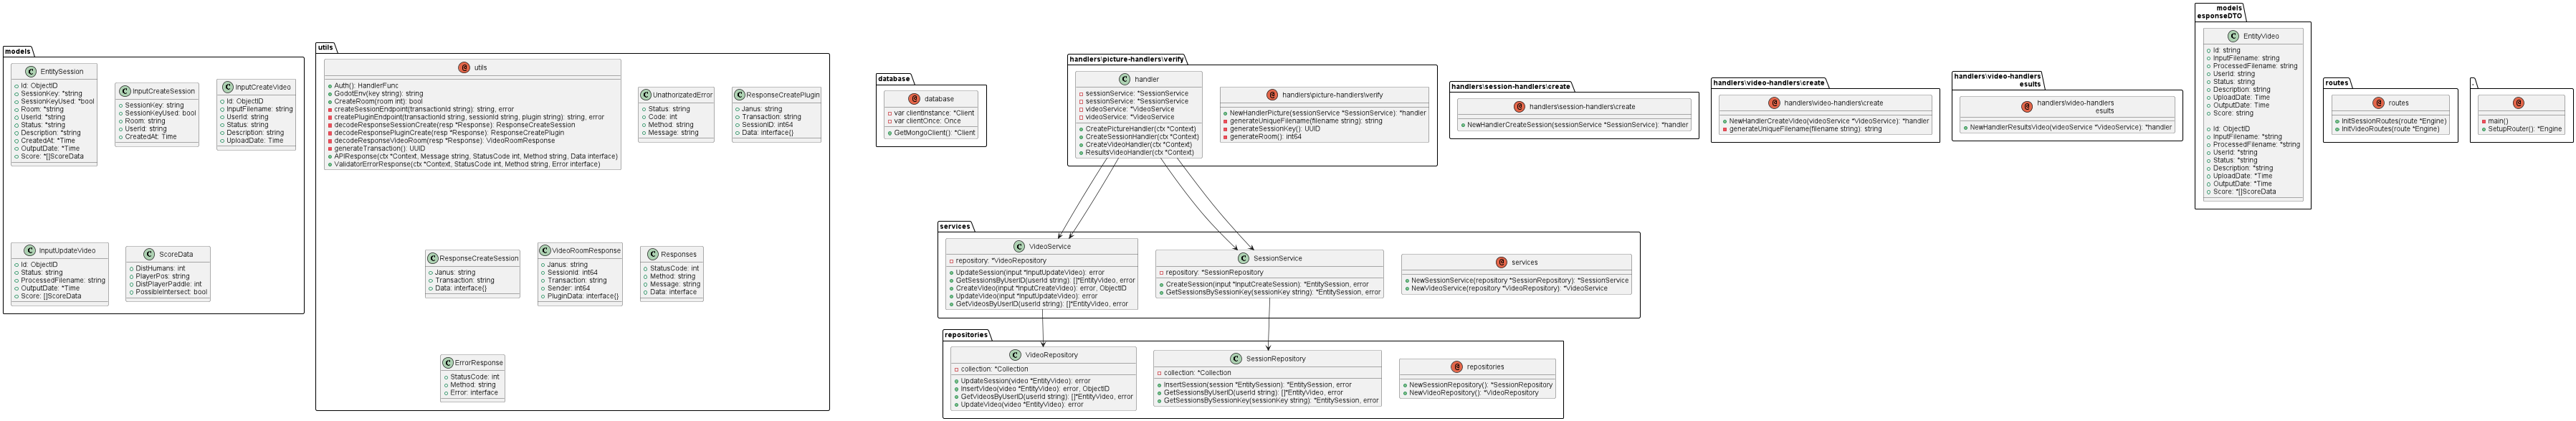 models
C EntitySession
Id: ObjectID
SessionKey: *string
SessionKeyUsed: *bool
Room: *string
UserId: *string
Status: *string
Description: *string
CreatedAt: *Time
OutputDate: *Time
Score: *[]ScoreData
C InputCreateSession
SessionKey: string
SessionKeyUsed: bool
Room: string
UserId: string
CreatedAt: Time
C InputCreateVideo
Id: ObjectID
InputFilename: string
UserId: string
Status: string
Description: string
UploadDate: Time
C InputUpdateVideo
Id: ObjectID
Status: string
ProcessedFilename: string
OutputDate: *Time
Score: []ScoreData
C ScoreData
DistHumans: int
PlayerPos: string
DistPlayerPaddle: int
PossibleIntersect: bool
utils
@ utils
Auth(): HandlerFunc
GodotEnv(key string): string
CreateRoom(room int): bool
createSessionEndpoint(transactionId string): string, error
createPluginEndpoint(transactionId string, sessionId string, plugin string): string, error
decodeResponseSessionCreate(resp *Response): ResponseCreateSession
decodeResponsePluginCreate(resp *Response): ResponseCreatePlugin
decodeResponseVideoRoom(resp *Response): VideoRoomResponse
generateTransaction(): UUID
APIResponse(ctx *Context, Message string, StatusCode int, Method string, Data interface)
ValidatorErrorResponse(ctx *Context, StatusCode int, Method string, Error interface)
C UnathorizatedError
Status: string
Code: int
Method: string
Message: string
C ResponseCreatePlugin
Janus: string
Transaction: string
SessionID: int64
Data: interface{}
C ResponseCreateSession
Janus: string
Transaction: string
Data: interface{}
C VideoRoomResponse
Janus: string
SessionId: int64
Transaction: string
Sender: int64
PluginData: interface{}
C Responses
StatusCode: int
Method: string
Message: string
Data: interface
C ErrorResponse
StatusCode: int
Method: string
Error: interface
database
@ database
var clientInstance: *Client
var clientOnce: Once
GetMongoClient(): *Client
handlers\picture-handlers\verify
C handler
sessionService: *SessionService
sessionService: *SessionService
videoService: *VideoService
videoService: *VideoService
CreatePictureHandler(ctx *Context)
CreateSessionHandler(ctx *Context)
CreateVideoHandler(ctx *Context)
ResultsVideoHandler(ctx *Context)
@ handlers\picture-handlers\verify
NewHandlerPicture(sessionService *SessionService): *handler
generateUniqueFilename(filename string): string
generateSessionKey(): UUID
generateRoom(): int64
handlers\session-handlers\create
@ handlers\session-handlers\create
NewHandlerCreateSession(sessionService *SessionService): *handler
handlers\video-handlers\create
@ handlers\video-handlers\create
NewHandlerCreateVideo(videoService *VideoService): *handler
generateUniqueFilename(filename string): string
handlers\video-handlers
esults
@ handlers\video-handlers
esults
NewHandlerResultsVideo(videoService *VideoService): *handler
models
esponseDTO
C EntityVideo
Id: string
InputFilename: string
ProcessedFilename: string
UserId: string
Status: string
Description: string
UploadDate: Time
OutputDate: Time
Score: string
Id: ObjectID
InputFilename: *string
ProcessedFilename: *string
UserId: *string
Status: *string
Description: *string
UploadDate: *Time
OutputDate: *Time
Score: *[]ScoreData
routes
@ routes
InitSessionRoutes(route *Engine)
InitVideoRoutes(route *Engine)
.
@
main()
SetupRouter(): *Engine
services
C VideoService
repository: *VideoRepository
UpdateSession(input *InputUpdateVideo): error
GetSessionsByUserID(userId string): []*EntityVideo, error
CreateVideo(input *InputCreateVideo): error, ObjectID
UpdateVideo(input *InputUpdateVideo): error
GetVideosByUserID(userId string): []*EntityVideo, error
C SessionService
repository: *SessionRepository
CreateSession(input *InputCreateSession): *EntitySession, error
GetSessionsBySessionKey(sessionKey string): *EntitySession, error
@ services
NewSessionService(repository *SessionRepository): *SessionService
NewVideoService(repository *VideoRepository): *VideoService
repositories
C VideoRepository
collection: *Collection
UpdateSession(video *EntityVideo): error
InsertVideo(video *EntityVideo): error, ObjectID
GetVideosByUserID(userId string): []*EntityVideo, error
UpdateVideo(video *EntityVideo): error
C SessionRepository
collection: *Collection
InsertSession(session *EntitySession): *EntitySession, error
GetSessionsByUserID(userId string): []*EntityVideo, error
GetSessionsBySessionKey(sessionKey string): *EntitySession, error
@ repositories
NewSessionRepository(): *SessionRepository
NewVideoRepository(): *VideoRepository